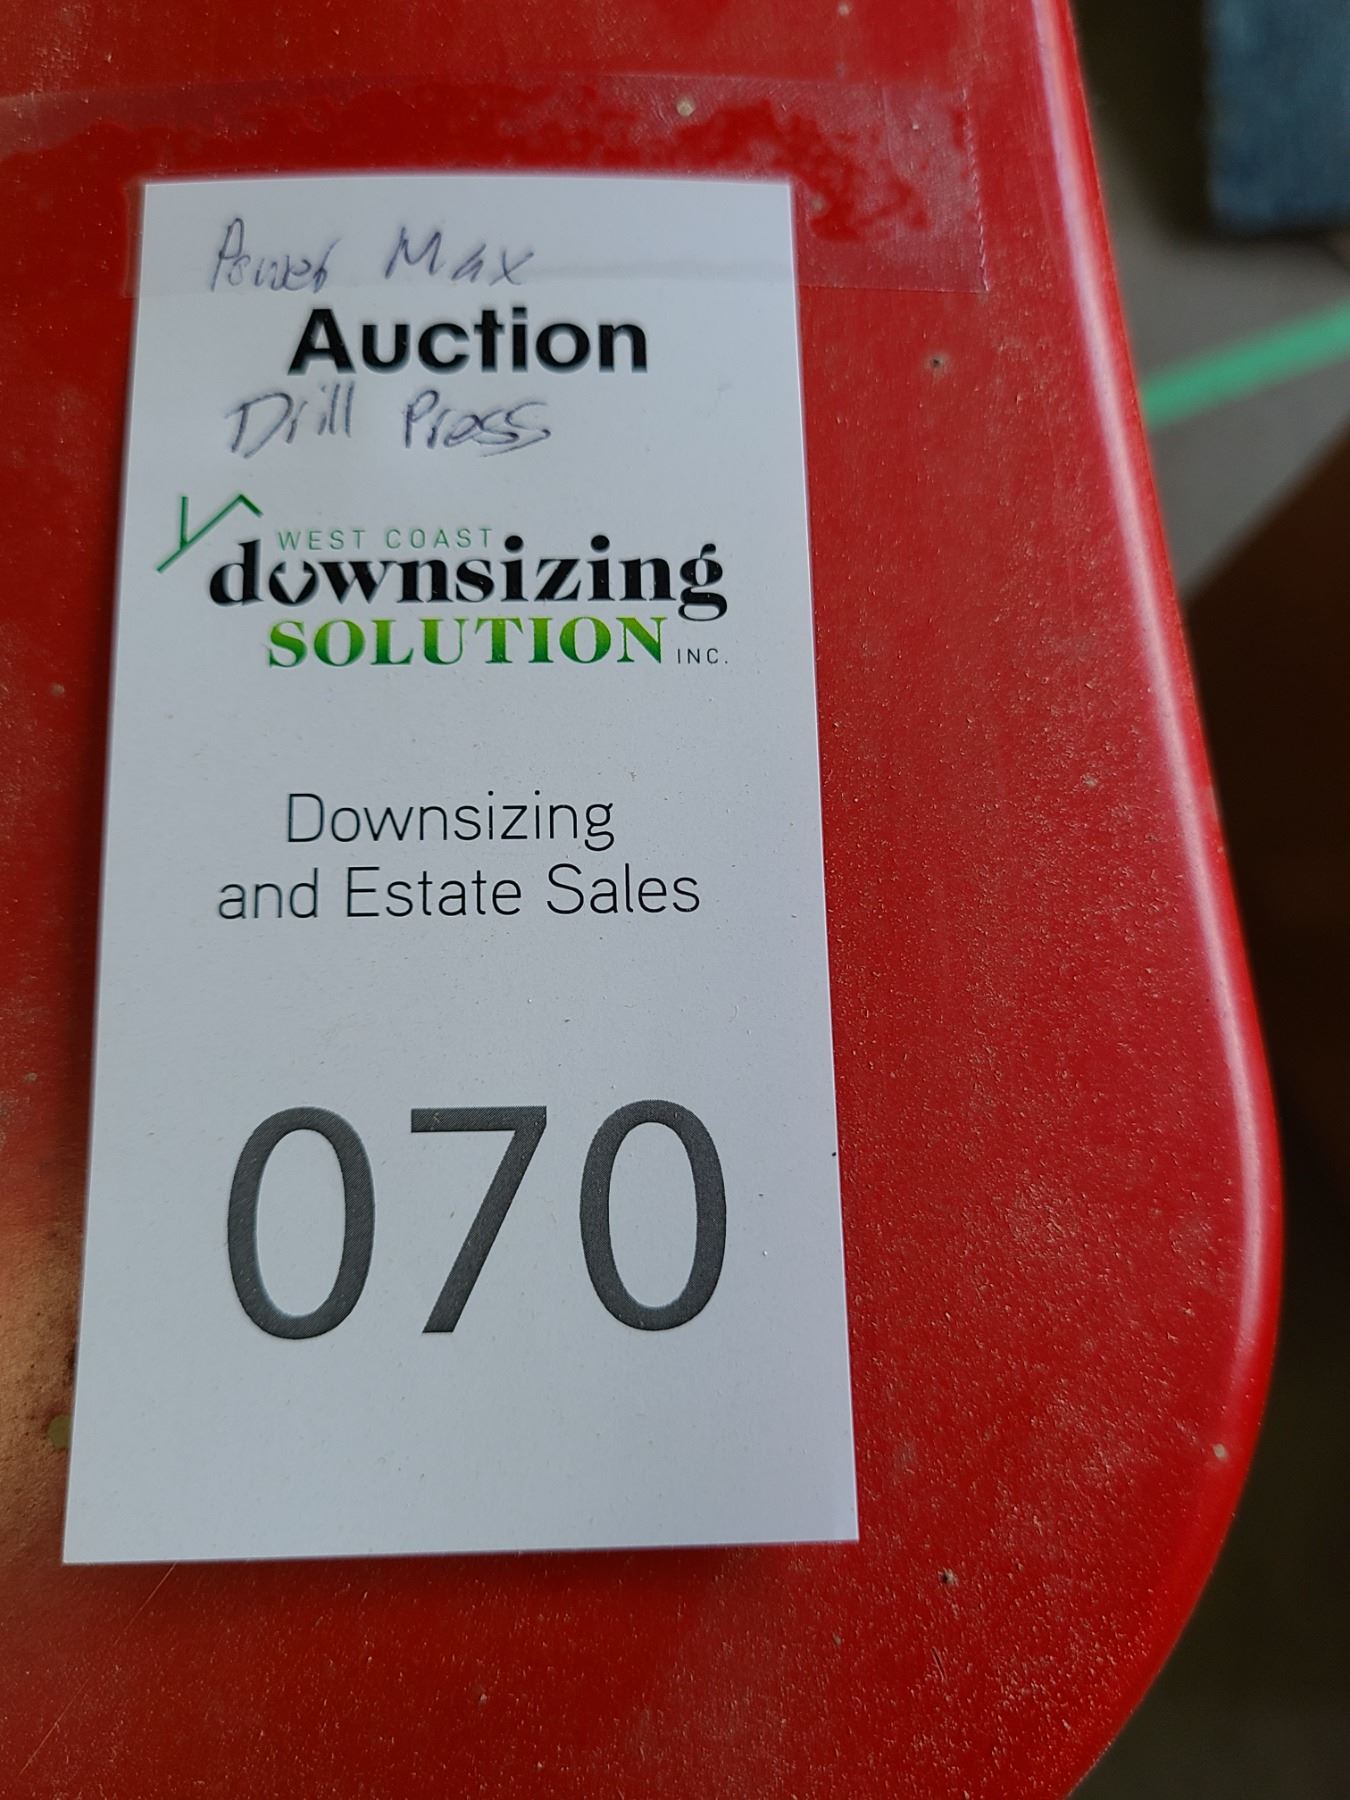 Power Max
Auction
Drill Press
WEST COAST
downsizing
SOLUTION INC.
Downsizing
and Estate Sales
070